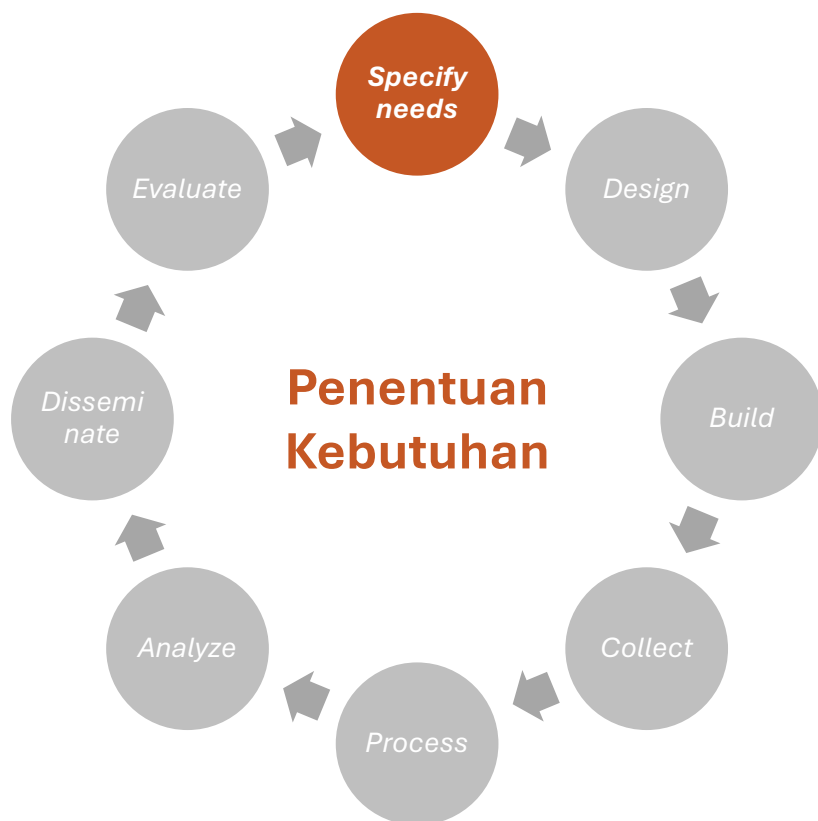 Specify
needs
Design
Build
Collect
Process
Analyze
Dissemi
nate
Evaluate
Penentuan
Kebutuhan